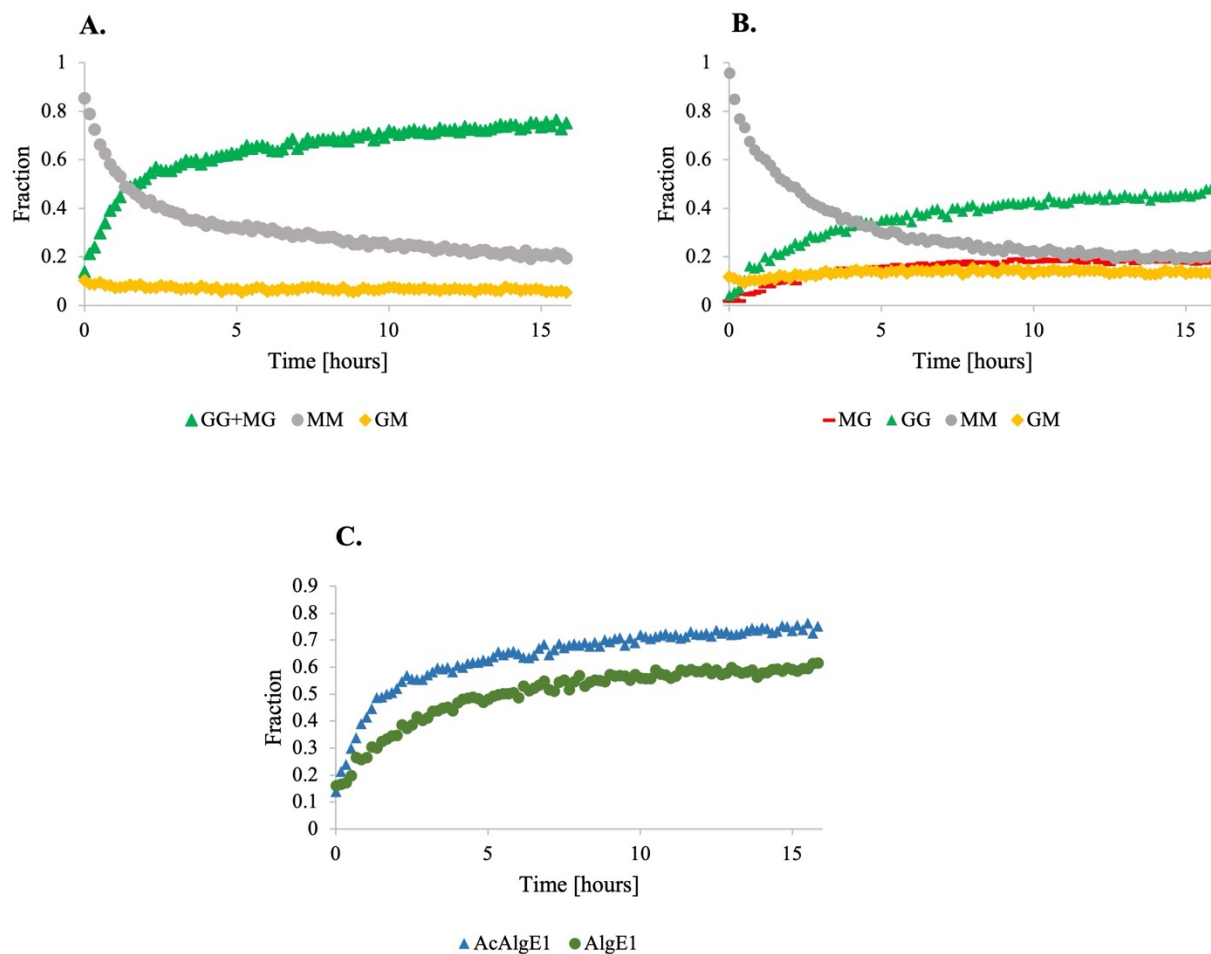 A.
1
0.8
0.6
0.4
0.2
0
Fraction
0 5 10 15
Time [hours]
GG+MG MM GM
B.
1
0.8
0.6
0.4
0.2
0
Fraction
0 5 10 15
Time [hours]
MG GG MM GM
C.
0.9
0.8
0.7
0.6
0.5
0.4
0.3
0.2
0.1
0
Fraction
0 5 10 15
Time [hours]
AcAlgE1 AlgE1